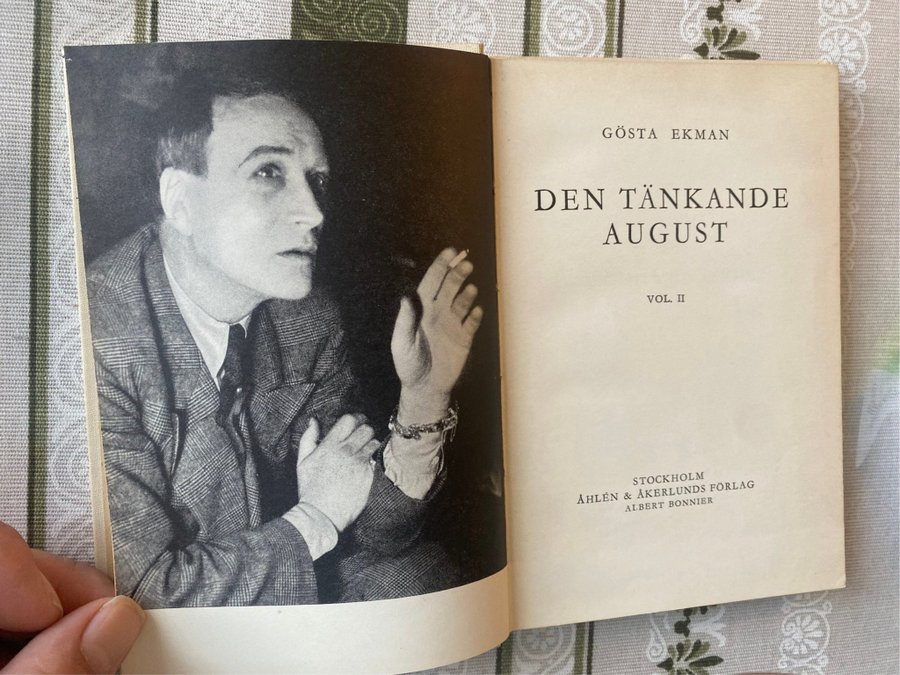 GÖSTA EKMAN
DEN TÄNKANDE
AUGUST
VOL. II
STOCKHOLM
ÅHLÉN & ÅKERLUNDS FÖRLAG
ALBERT BONNIER